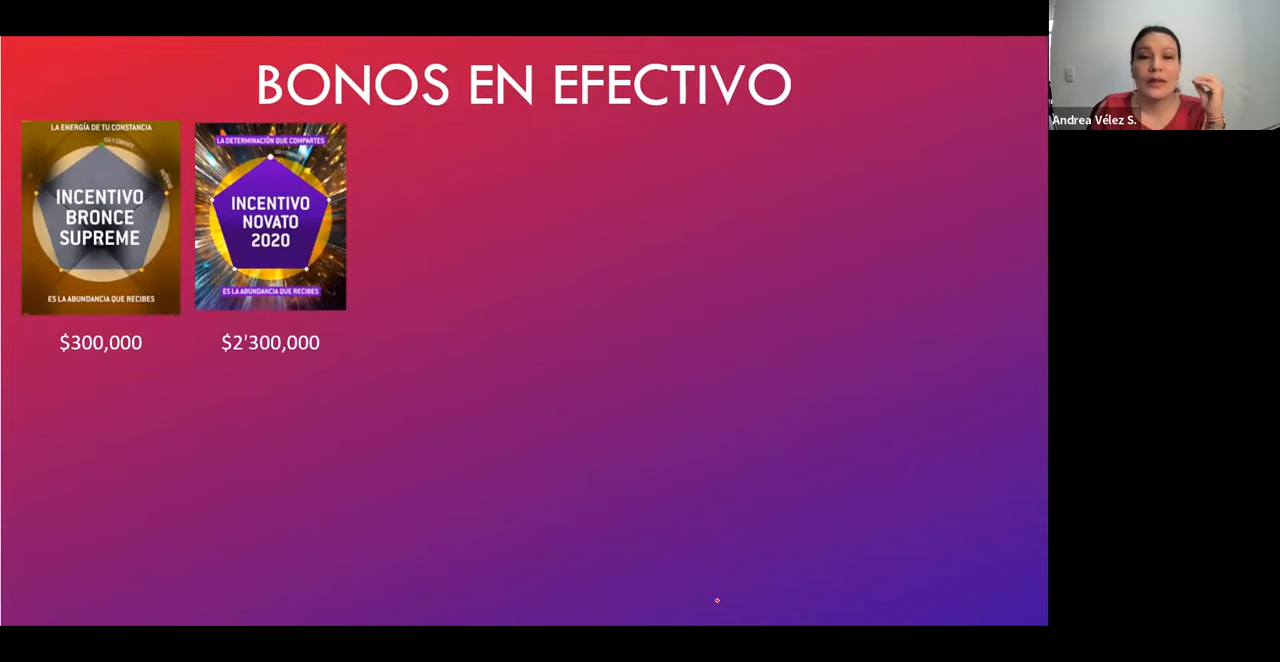 BONOS EN EFECTIVO
LA ENERGÍA DE TU CONSTANCIA
INCENTIVO
BRONCE
SUPREME
ES LA ABUNDANCIA QUE RECIBES
$300,000
LA DETERMINACIÓN QUE COMPARTES
INCENTIVO
NOVATO
2020
ES LA ABUNDANCIA QUE RECIBES
$2'300,000
Andrea Vélez S.